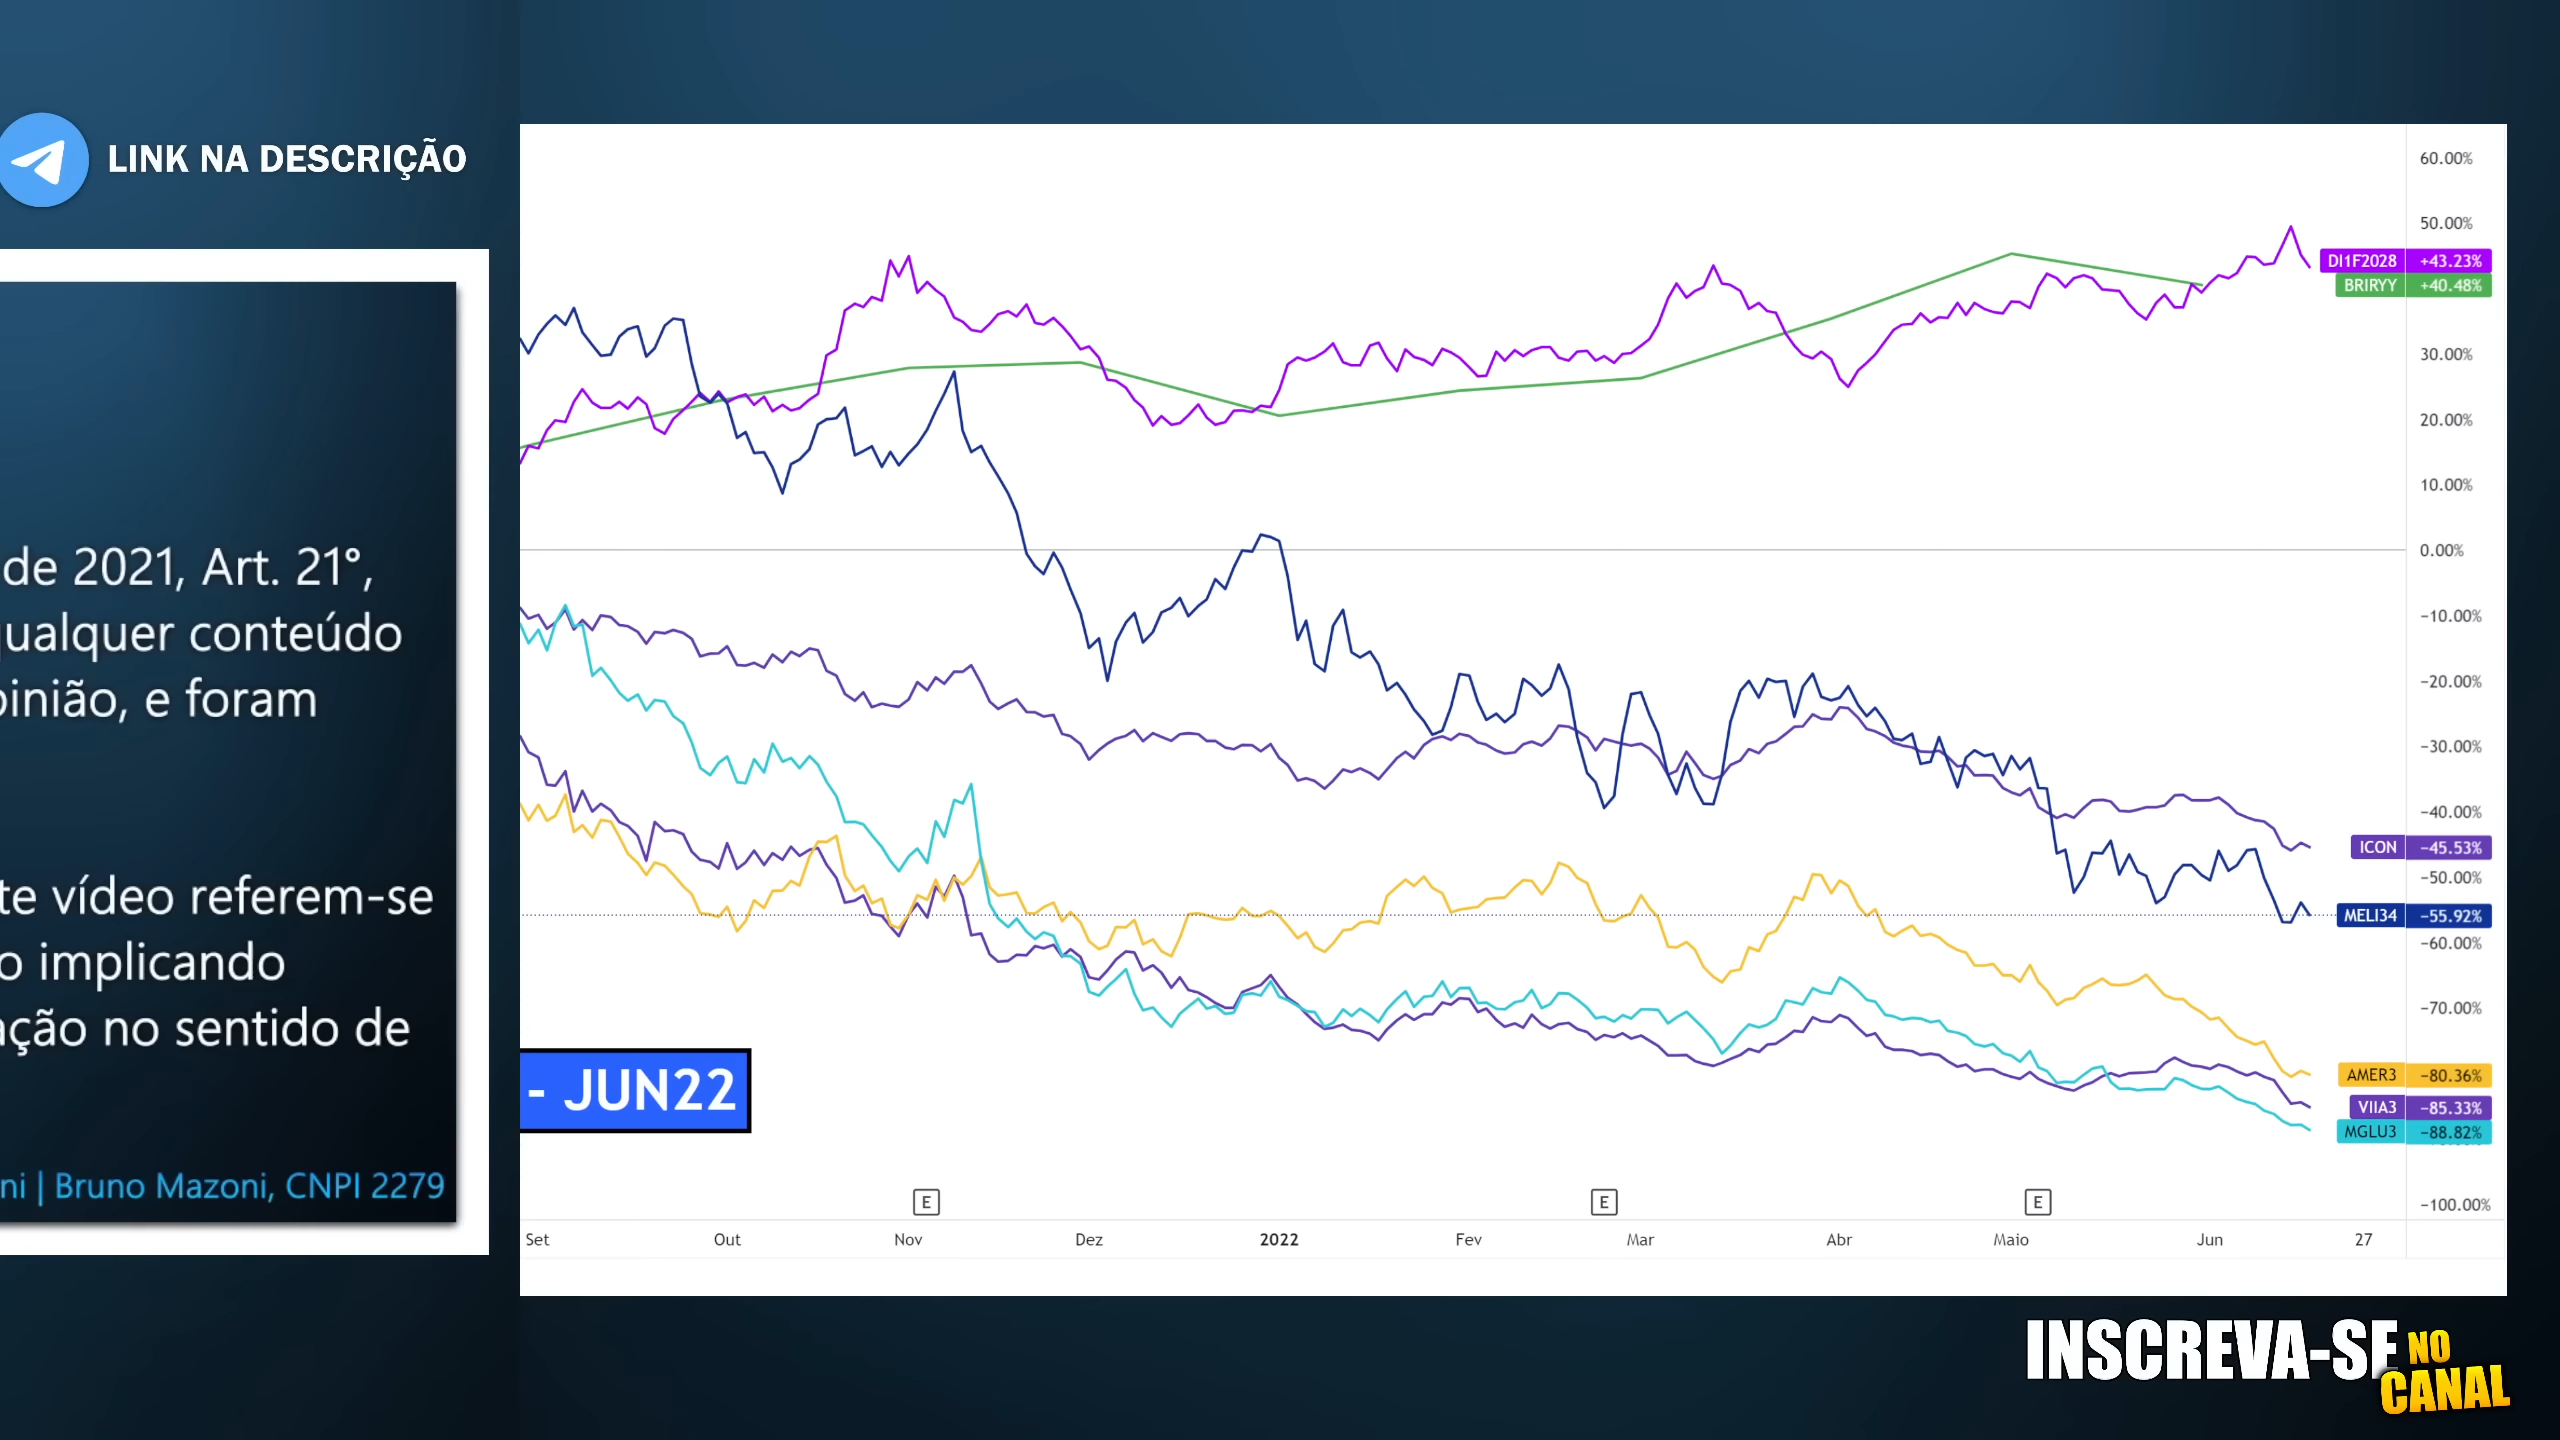 LINK NA DESCRIÇÃO
de 2021, Art. 21°,
ualquer conteúdo
inião, e foram
te vídeo referem-se
o implicando
ação no sentido de
ni | Bruno Mazoni, CNPI 2279
60.00%
50.00%
DI1F2028 +43.23%
BRIRYY +40.48%
30.00%
20.00%
10.00%
0.00%
-10.00%
-20.00%
-30.00%
-40.00%
ICON -45.53%
-50.00%
MELI34 -55.92%
-60.00%
-70.00%
AMER3 -80.36%
VIIA3 -85.33%
MGLU3 -88.82%
-100.00%
- JUN22
E E E
Set Out Nov Dez 2022 Fev Mar Abr Maio Jun 27
INSCREVA-SE NO
CANAL